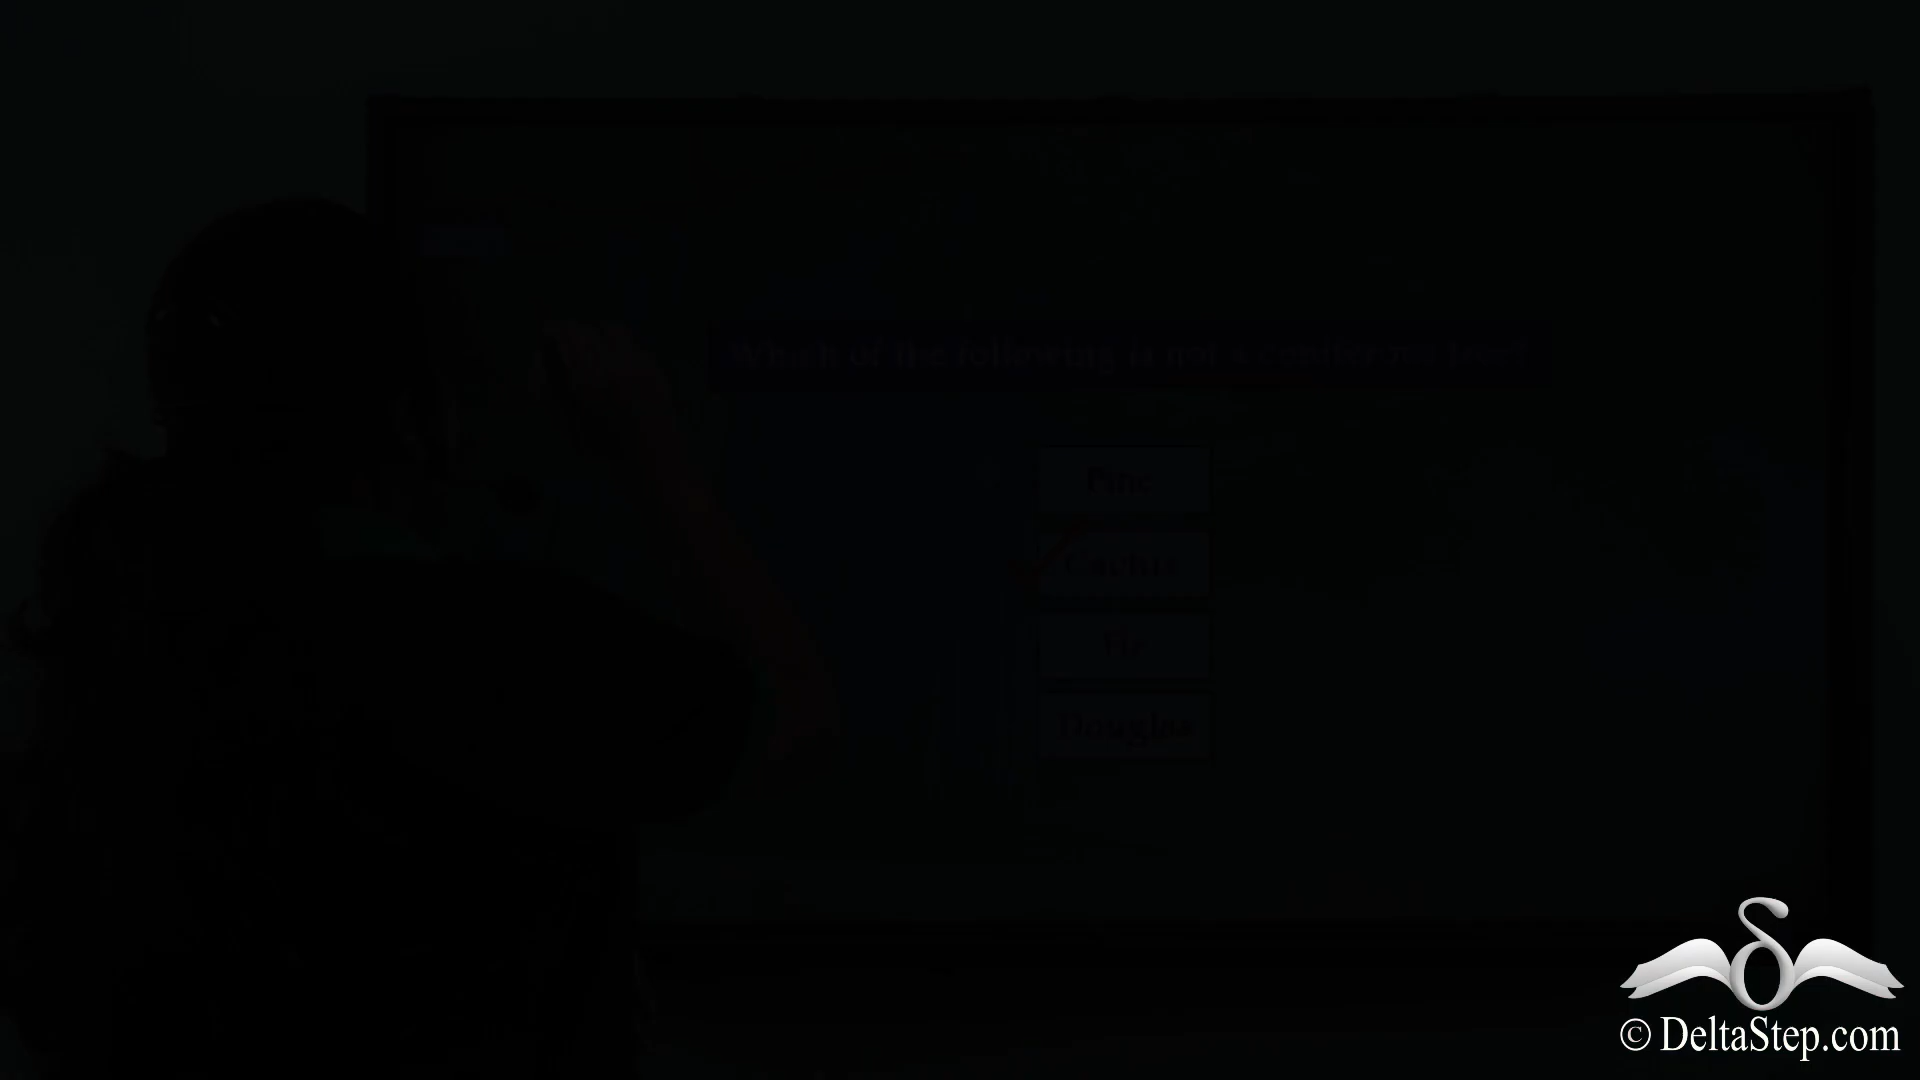 Which of the following is not a coniferous tree?
Pine
Cactus
Fir
Douglas
© DeltaStep.com